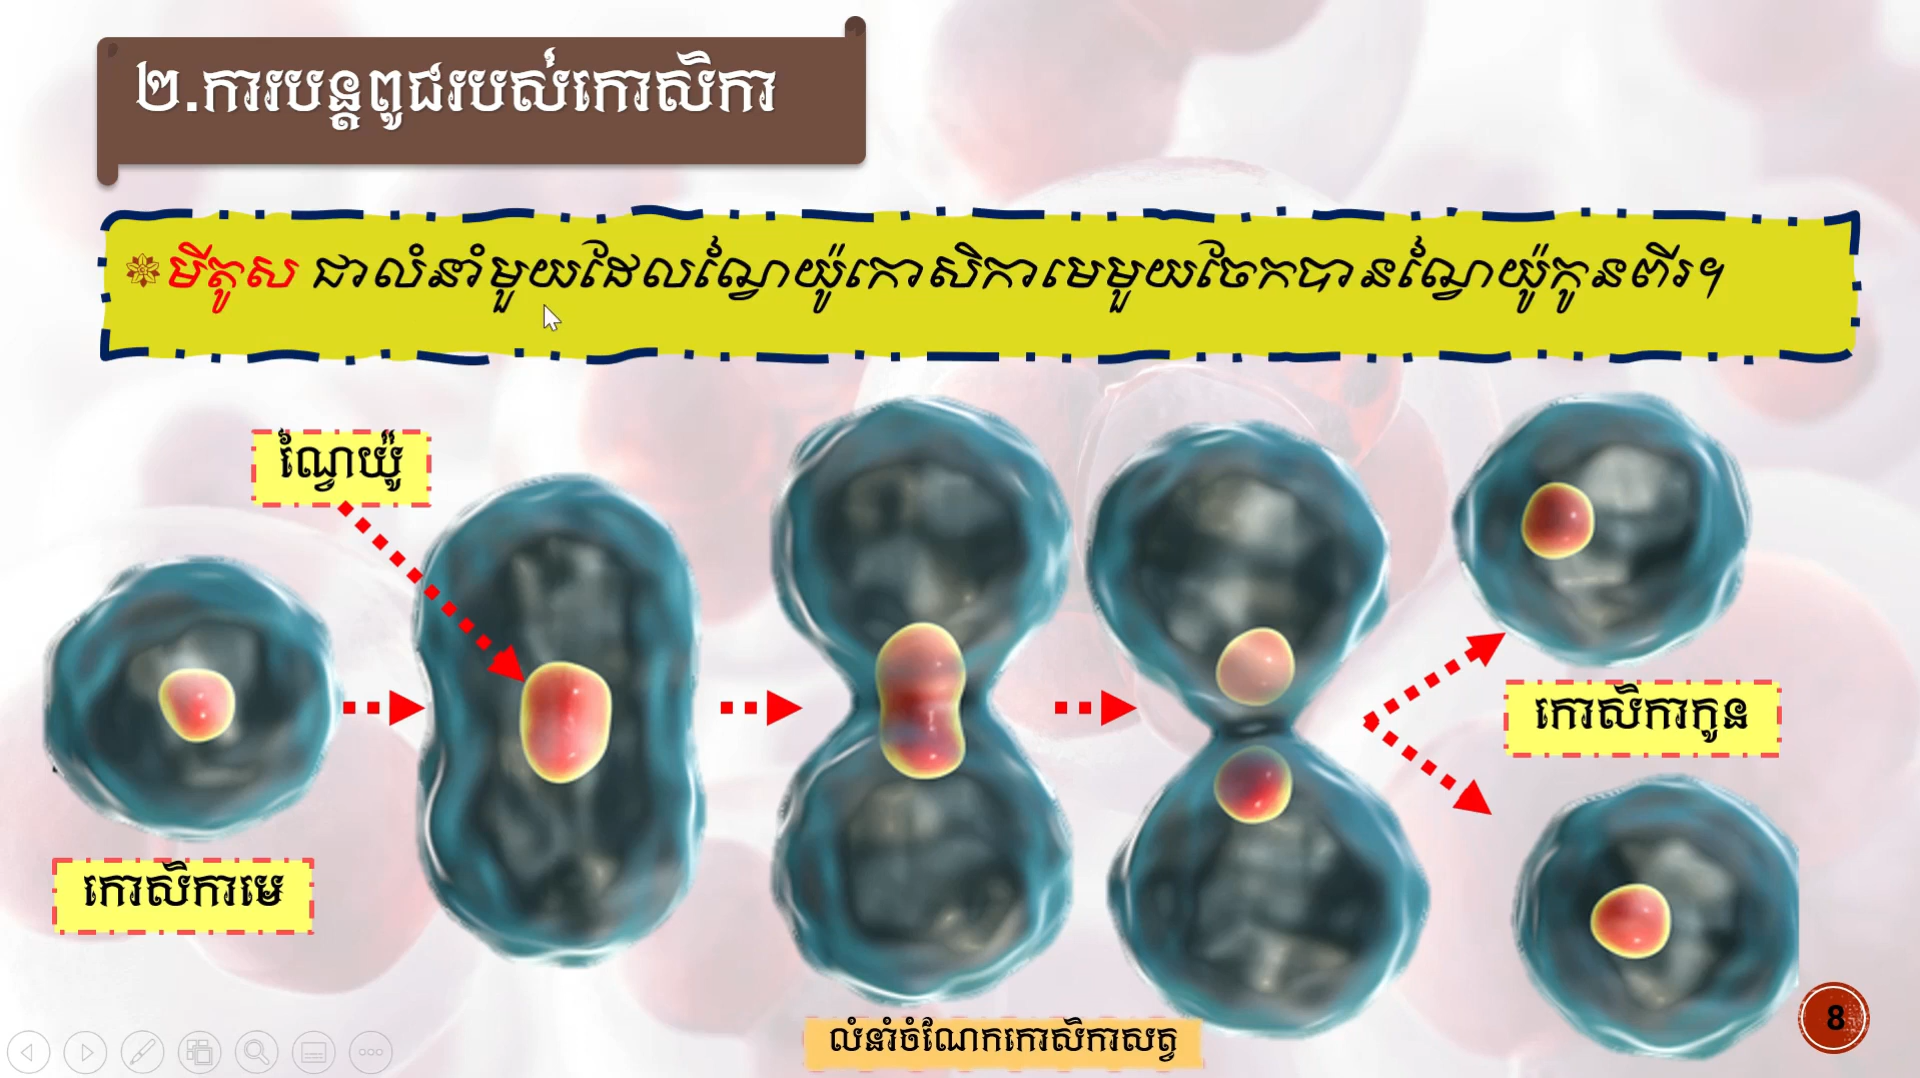 ២.ការបន្តពូជរបស់កោសិកា
មីតូស ជាលំនាំមួយដែលណ្វៃយ៉ូកោសិកាមេមួយចែកបានណ្វៃយ៉ូកូនពីរ។
ណ្វៃយ៉ូ
កោសិកាកូន
កោសិកាមេ
លំនាំចំណែកកោសិកាសត្វ
8